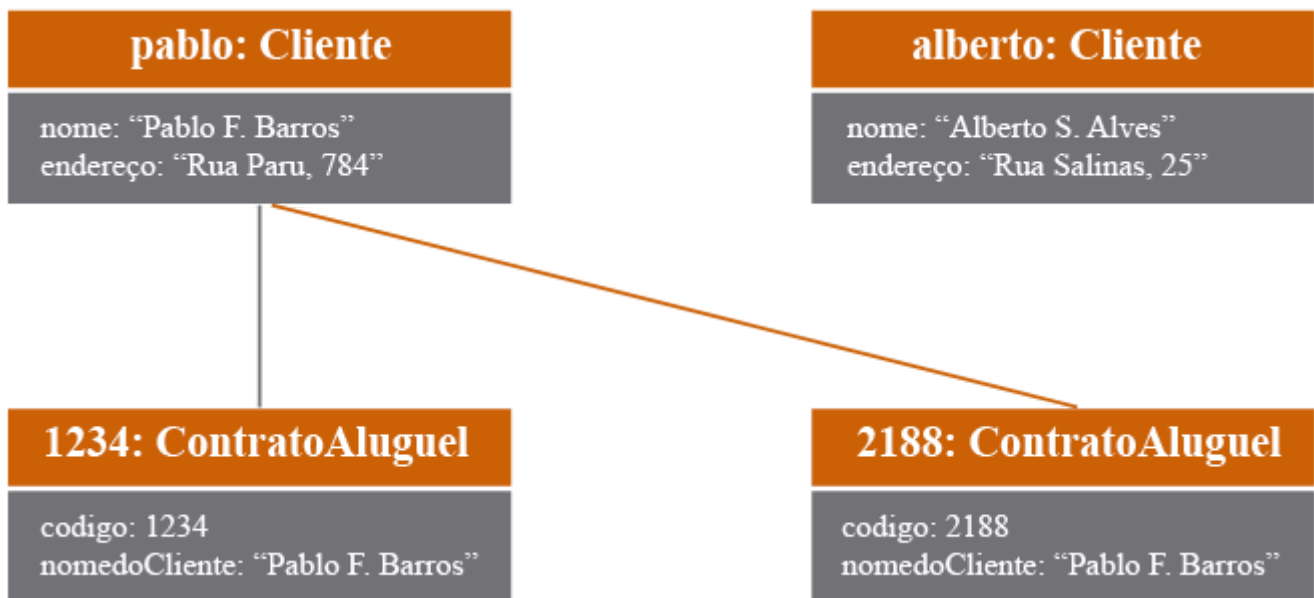 pablo: Cliente
nome: “Pablo F. Barros”
endereço: “Rua Paru, 784”
alberto: Cliente
nome: “Alberto S. Alves”
endereço: “Rua Salinas, 25”
1234: ContratoAluguel
codigo: 1234
nomedoCliente: “Pablo F. Barros”
2188: ContratoAluguel
codigo: 2188
nomedoCliente: “Pablo F. Barros”